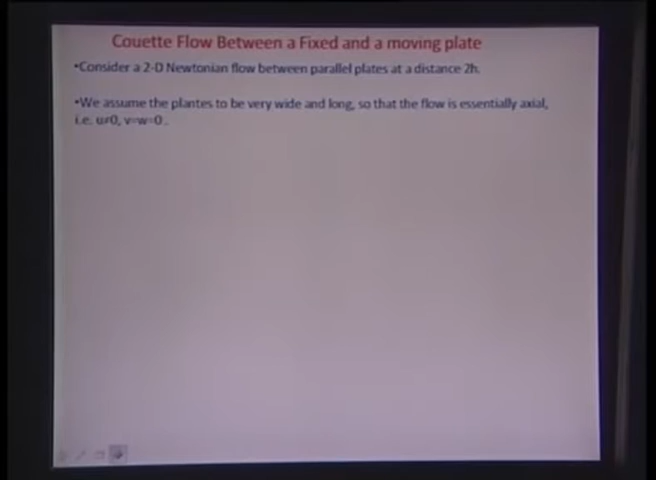 Couette Flow Between a Fixed and a moving plate
•Consider a 2-D Newtonian flow between parallel plates at a distance 2h.
•We assume the plantes to be very wide and long, so that the flow is essentially axial,
i.e. u≠0, v=w=0 .